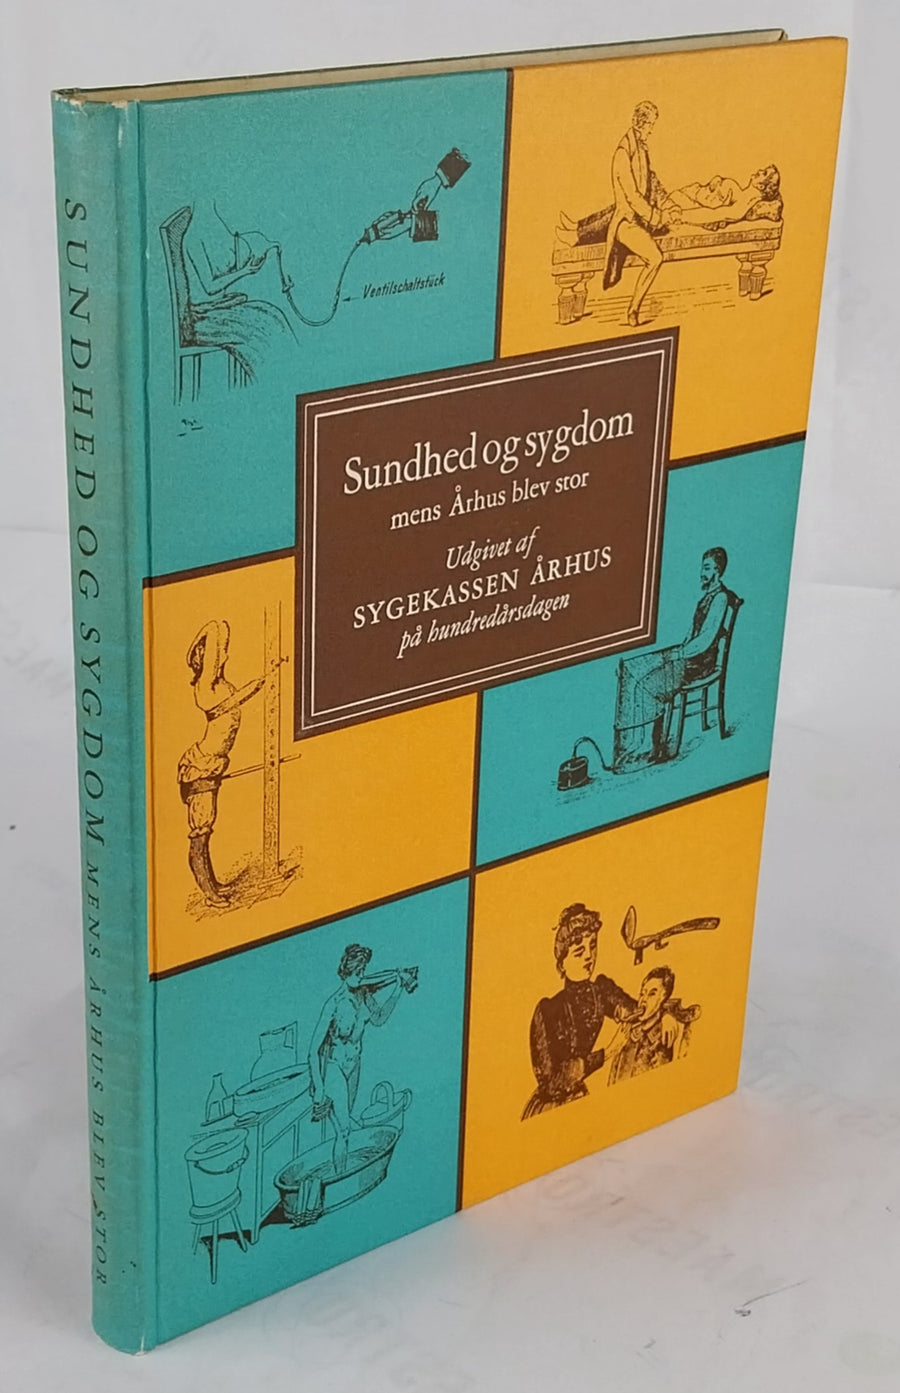 SUNDHED OG SYGDOM MENS ÅRHUS BLEV STOR
Ventilschaltstück
Sundhed og sygdom
mens Århus blev stor
Udgivet af
SYGEKASSEN ÅRHUS
på hundredårsdagen